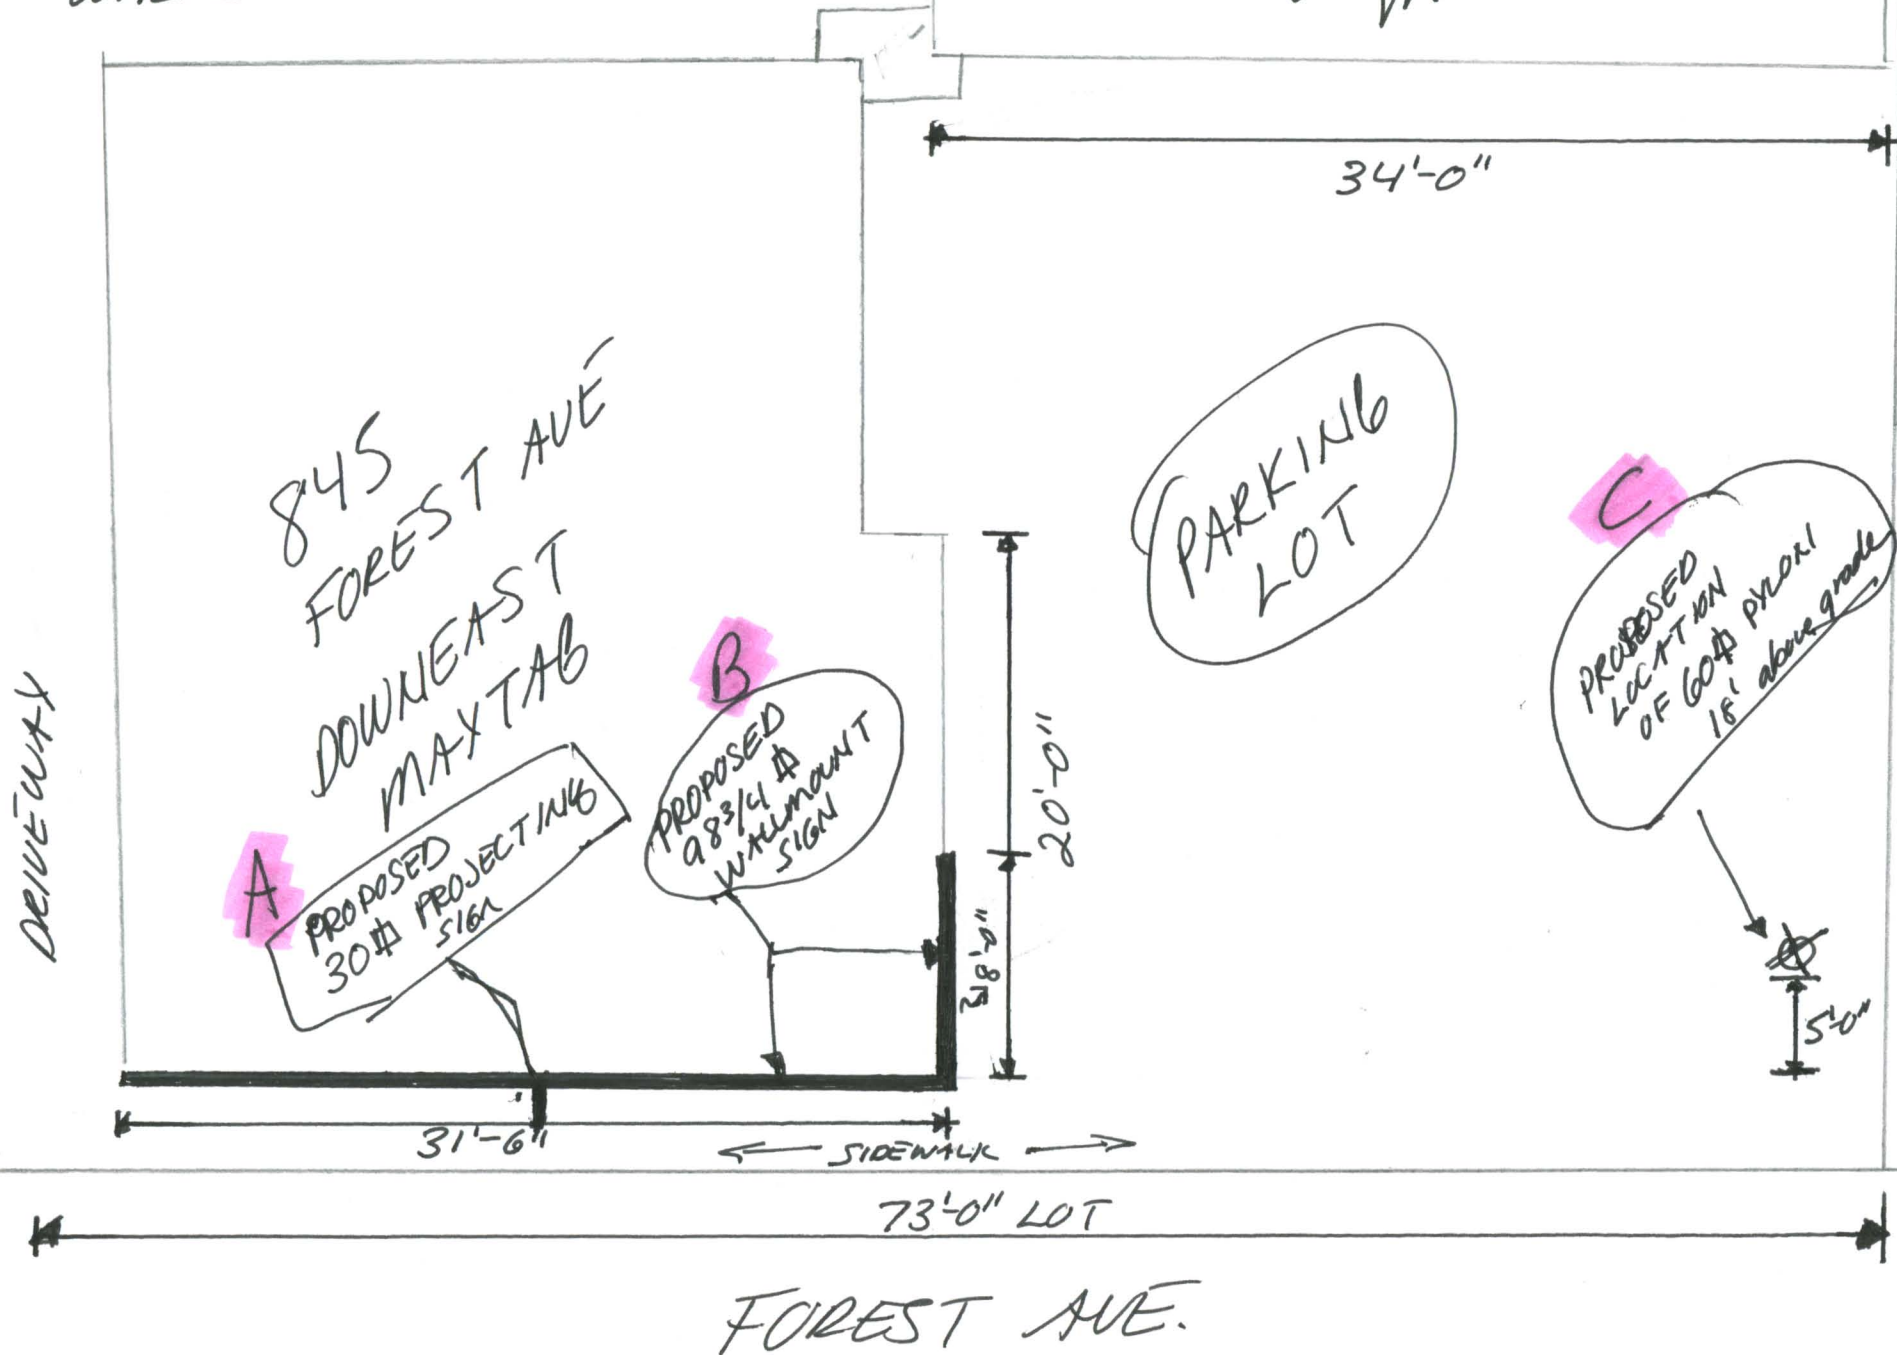 34'-0"
845
FOREST AVE
DOWNEAST
MAYTAG
PARKING
LOT
C
PROPOSED
LOCATION
OF 60⏍ PYLON
18' above grade
B
PROPOSED
98 3/4 ⏍
WALLMOUNT
SIGN
A
PROPOSED
30⏍ PROJECTING
SIGN
DRIVEWAY
20'-0"
8'-0"
5'-0"
31'-6"
SIDEWALK
73'-0" LOT
FOREST AVE.